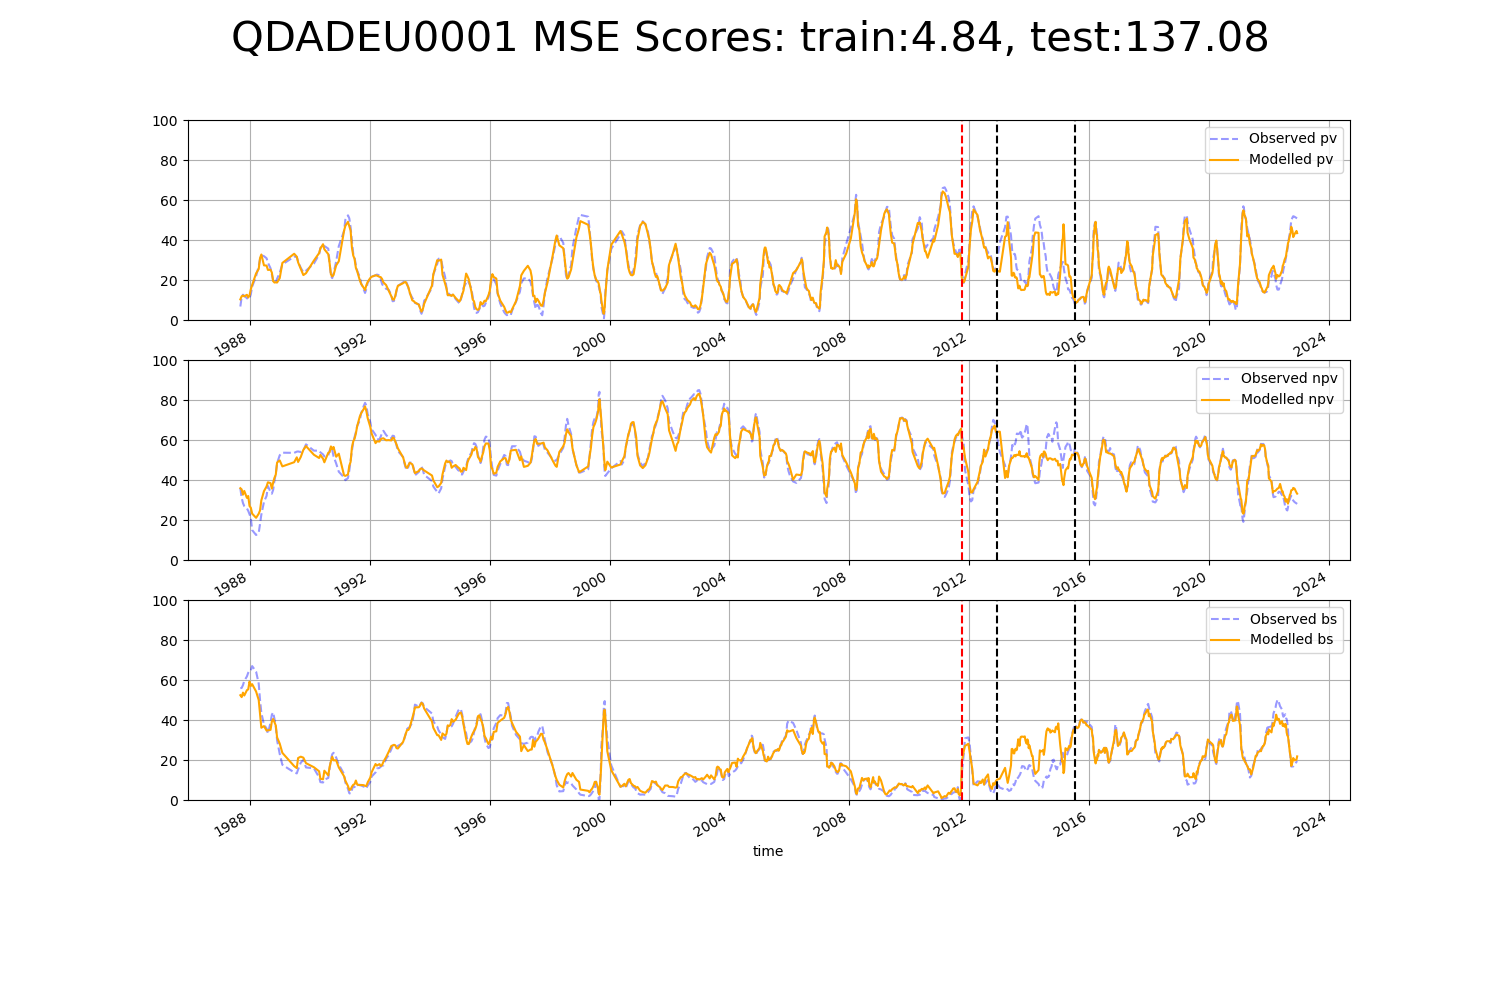 QDADEU0001 MSE Scores: train:4.84, test:137.08
100
80
60
40
20
0
Observed pv
Modelled pv
1988 1992 1996 2000 2004 2008 2012 2016 2020 2024
100
80
60
40
20
0
Observed npv
Modelled npv
1988 1992 1996 2000 2004 2008 2012 2016 2020 2024
100
80
60
40
20
0
Observed bs
Modelled bs
1988 1992 1996 2000 2004 2008 2012 2016 2020 2024
time